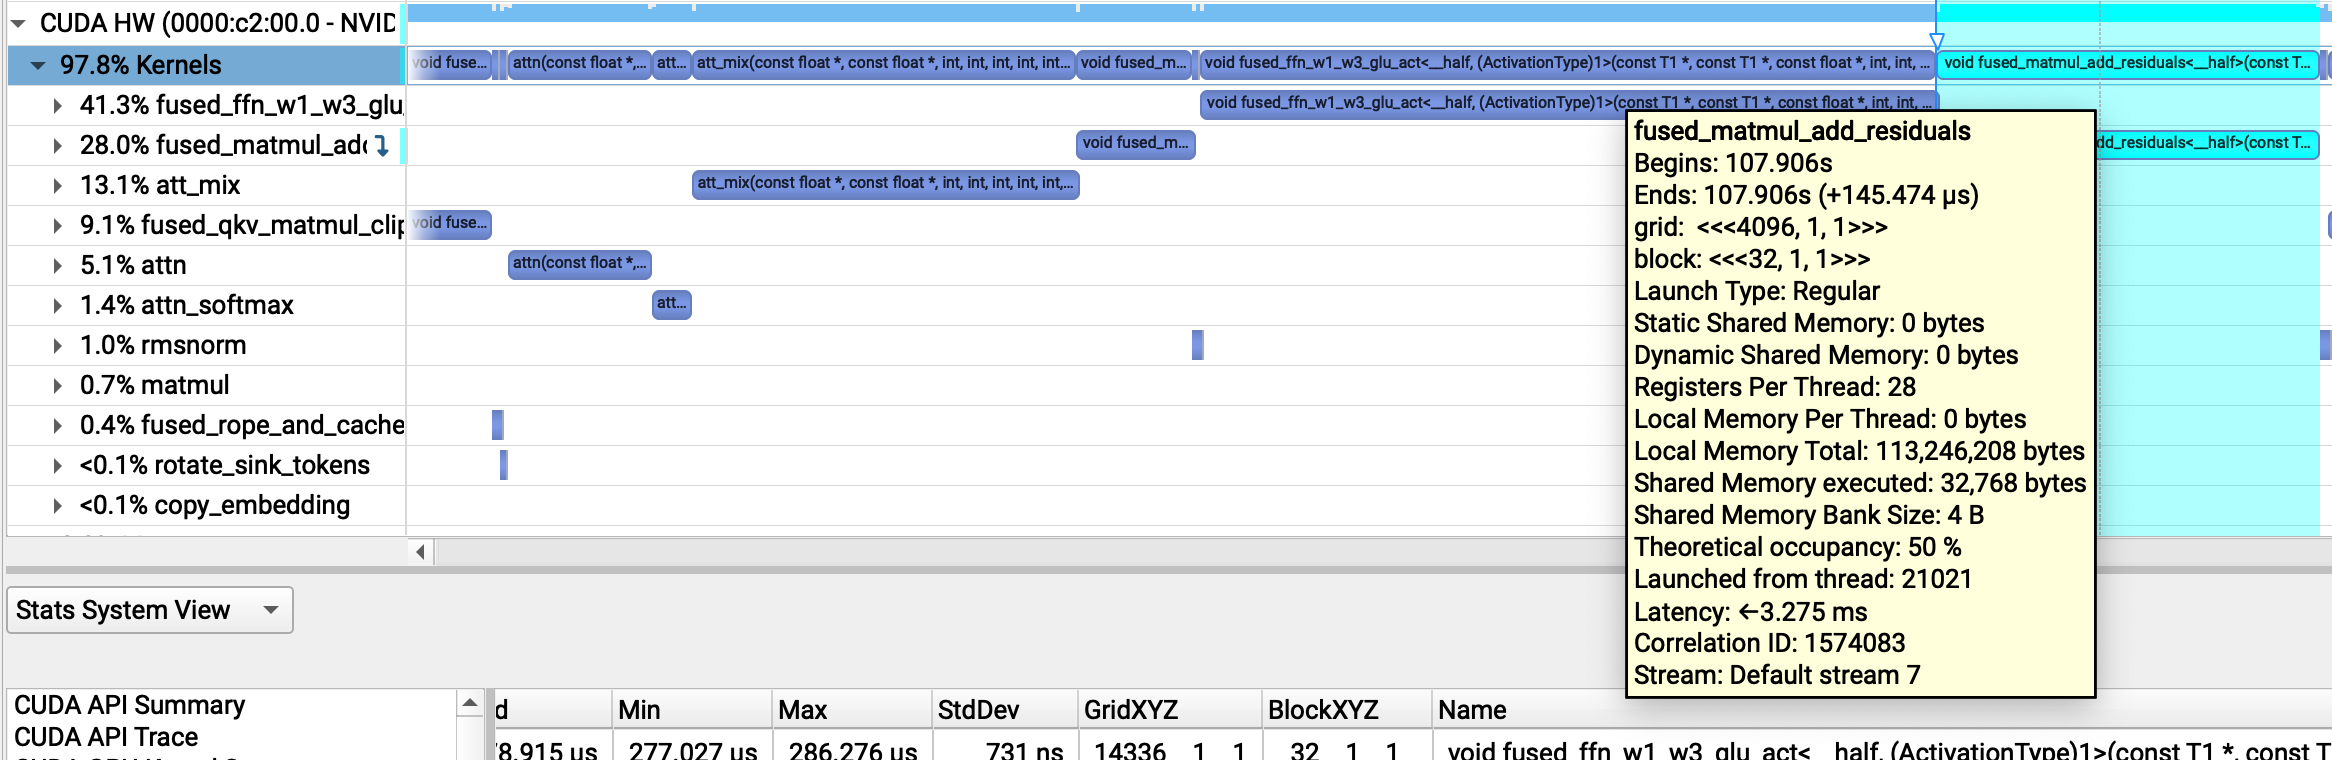 CUDA HW (0000:c2:00.0 - NVID
97.8% Kernels
void fuse...
attn(const float *,...
att...
att_mix(const float *, const float *, int, int, int, int, int...
void fused_m...
void fused_ffn_w1_w3_glu_act<__half, (ActivationType)1>(const T1 *, const T1 *, const float *, int, int, ...
void fused_matmul_add_residuals<__half>(const T...
41.3% fused_ffn_w1_w3_glu_
void fused_ffn_w1_w3_glu_act<__half, (ActivationType)1>(const T1 *, const T1 *, const float *, int, int, ...
28.0% fused_matmul_add
void fused_m...
dd_residuals<__half>(const T...
13.1% att_mix
att_mix(const float *, const float *, int, int, int, int, int,...
9.1% fused_qkv_matmul_clip
void fuse...
5.1% attn
attn(const float *,...
1.4% attn_softmax
att...
1.0% rmsnorm
0.7% matmul
0.4% fused_rope_and_cache
<0.1% rotate_sink_tokens
<0.1% copy_embedding
fused_matmul_add_residuals
Begins: 107.906s
Ends: 107.906s (+145.474 μs)
grid: <<<4096, 1, 1>>>
block: <<<32, 1, 1>>>
Launch Type: Regular
Static Shared Memory: 0 bytes
Dynamic Shared Memory: 0 bytes
Registers Per Thread: 28
Local Memory Per Thread: 0 bytes
Local Memory Total: 113,246,208 bytes
Shared Memory executed: 32,768 bytes
Shared Memory Bank Size: 4 B
Theoretical occupancy: 50 %
Launched from thread: 21021
Latency: ←3.275 ms
Correlation ID: 1574083
Stream: Default stream 7
Stats System View
CUDA API Summary
CUDA API Trace
d Min Max StdDev GridXYZ BlockXYZ Name
8.915 us 277.027 us 286.276 us 731 ns 14336 1 1 32 1 1 void fused_ffn_w1_w3_glu_act<__half, (ActivationType)1>(const T1 *, const T